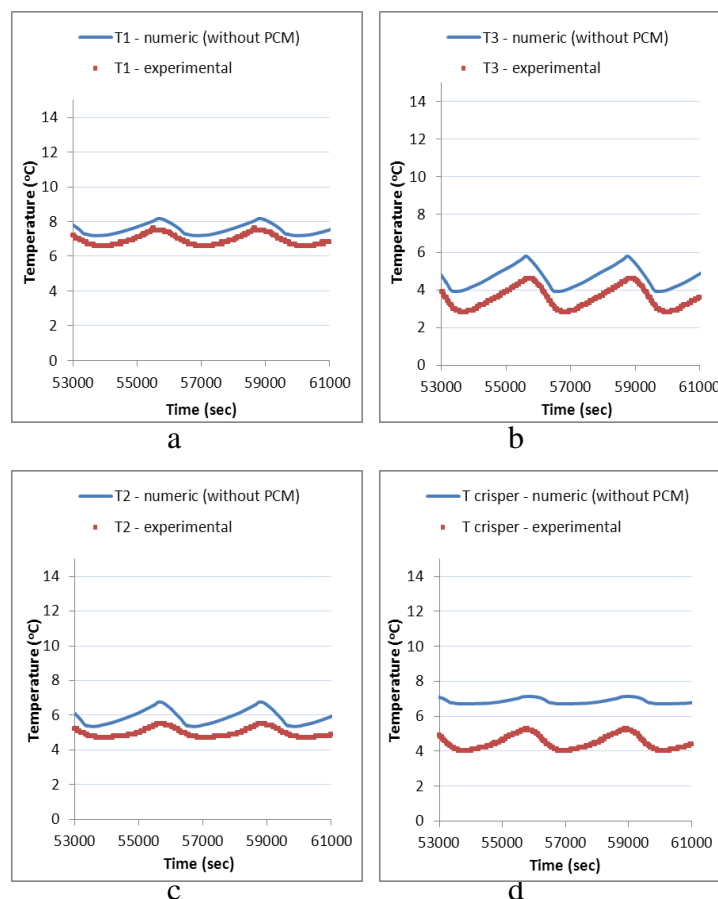 T1 - numeric (without PCM)
T1 - experimental
Temperature (oC)
14
12
10
8
6
4
2
0
53000 55000 57000 59000 61000
Time (sec)
a
T3 - numeric (without PCM)
T3 - experimental
Temperature (oC)
14
12
10
8
6
4
2
0
53000 55000 57000 59000 61000
Time (sec)
b
T2 - numeric (without PCM)
T2 - experimental
Temperature (oC)
14
12
10
8
6
4
2
0
53000 55000 57000 59000 61000
Time (sec)
c
T crisper - numeric (without PCM)
T crisper - experimental
Temperature (oC)
14
12
10
8
6
4
2
0
53000 55000 57000 59000 61000
Time (sec)
d